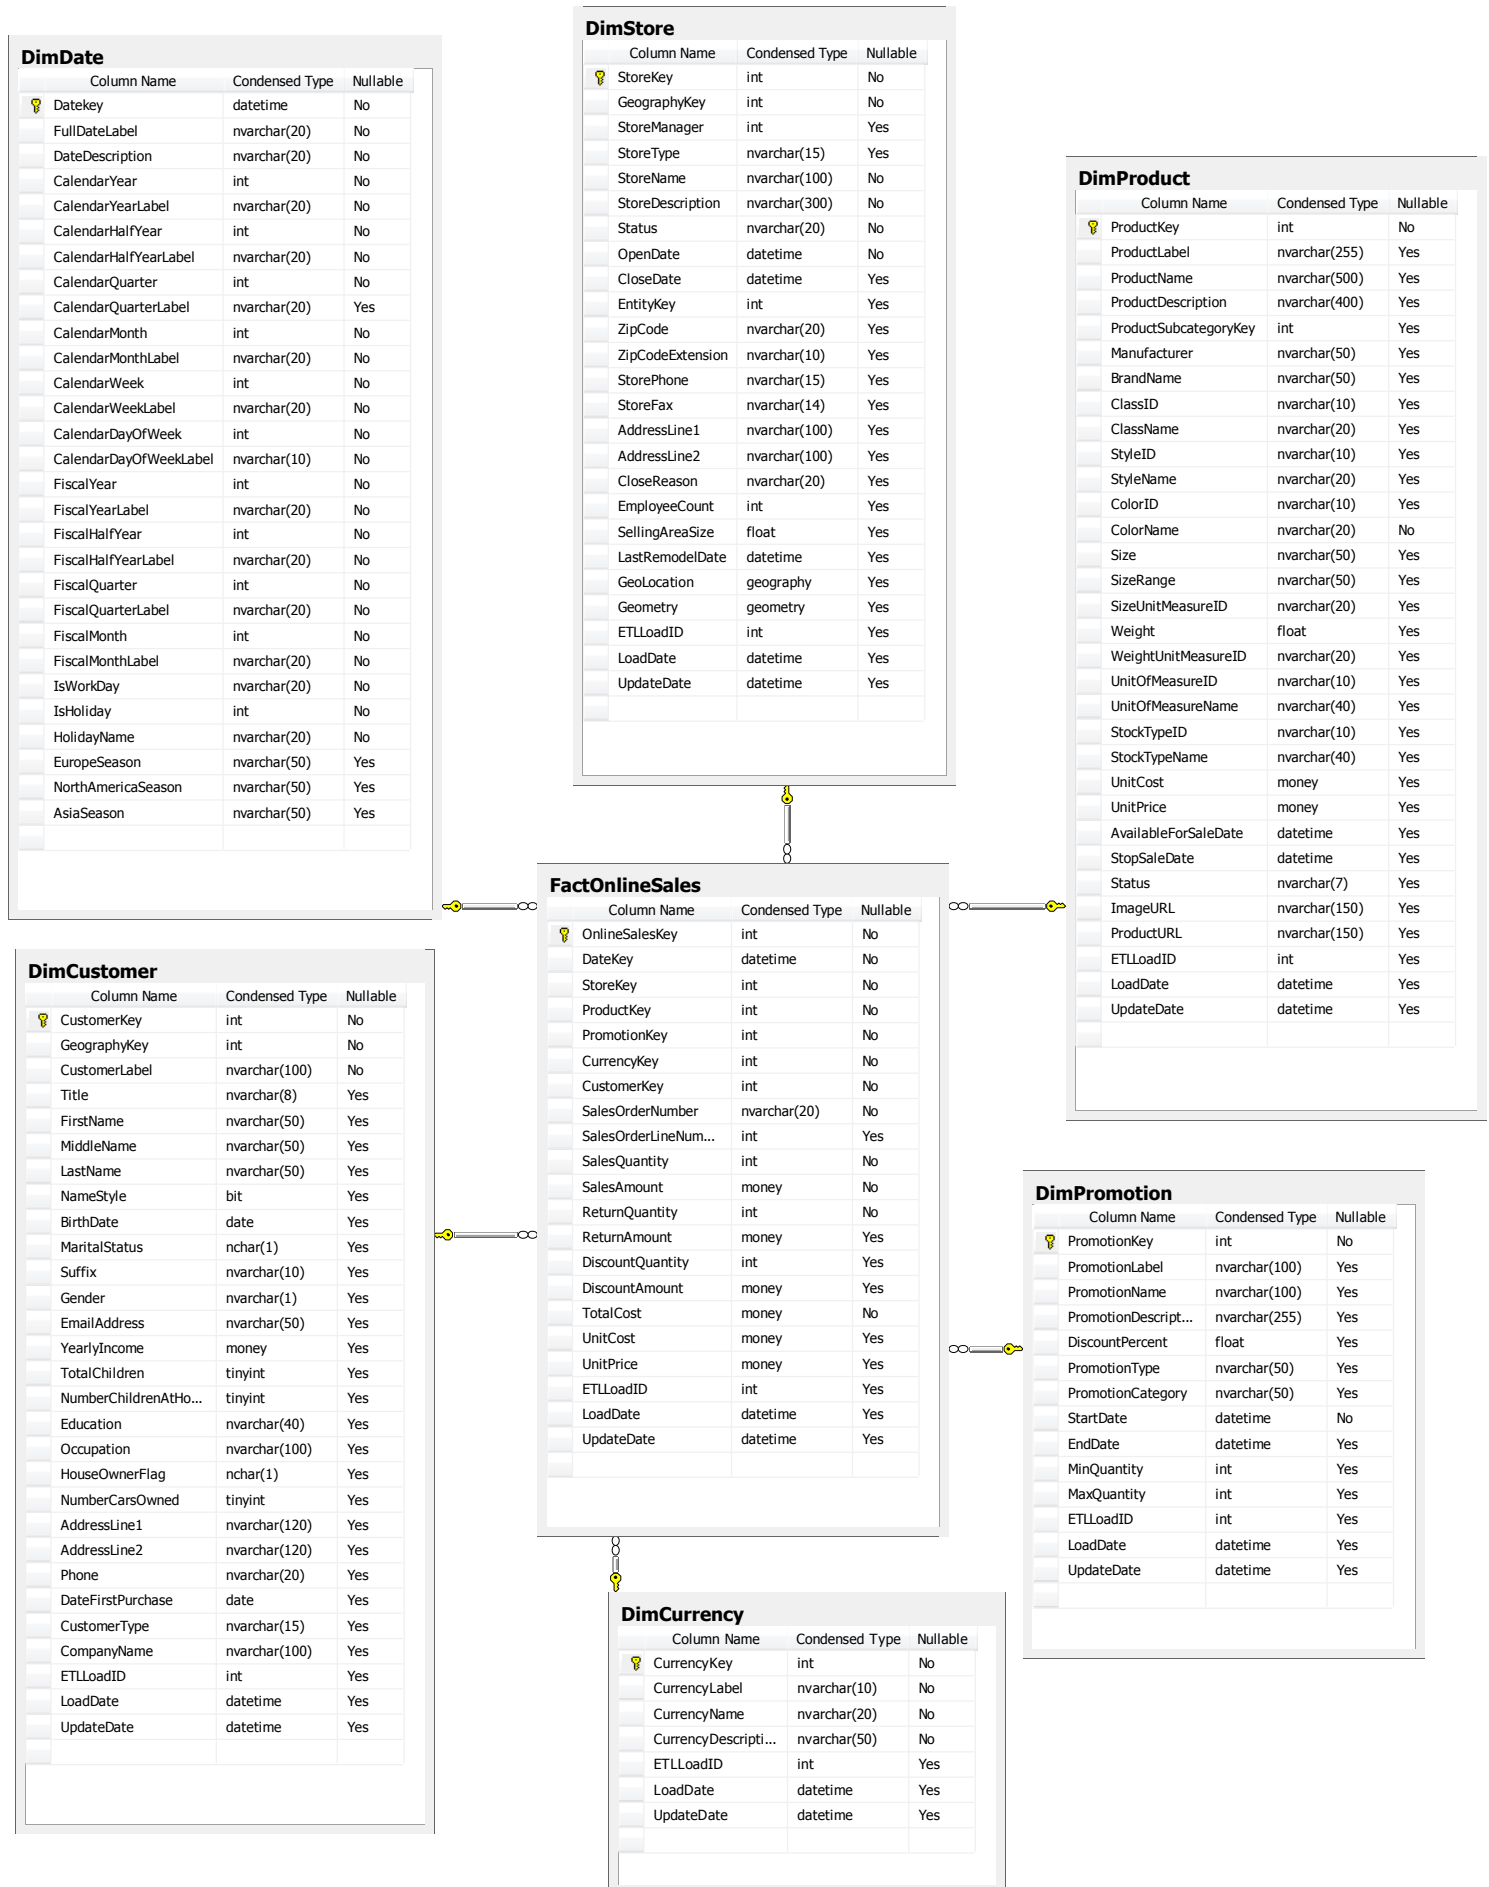 DimDate
Column Name Condensed Type Nullable
Datekey datetime No
FullDateLabel nvarchar(20) No
DateDescription nvarchar(20) No
CalendarYear int No
CalendarYearLabel nvarchar(20) No
CalendarHalfYear int No
CalendarHalfYearLabel nvarchar(20) No
CalendarQuarter int No
CalendarQuarterLabel nvarchar(20) Yes
CalendarMonth int No
CalendarMonthLabel nvarchar(20) No
CalendarWeek int No
CalendarWeekLabel nvarchar(20) No
CalendarDayOfWeek int No
CalendarDayOfWeekLabel nvarchar(10) No
FiscalYear int No
FiscalYearLabel nvarchar(20) No
FiscalHalfYear int No
FiscalHalfYearLabel nvarchar(20) No
FiscalQuarter int No
FiscalQuarterLabel nvarchar(20) No
FiscalMonth int No
FiscalMonthLabel nvarchar(20) No
IsWorkDay nvarchar(20) No
IsHoliday int No
HolidayName nvarchar(20) No
EuropeSeason nvarchar(50) Yes
NorthAmericaSeason nvarchar(50) Yes
AsiaSeason nvarchar(50) Yes
DimStore
Column Name Condensed Type Nullable
StoreKey int No
GeographyKey int No
StoreManager int Yes
StoreType nvarchar(15) Yes
StoreName nvarchar(100) No
StoreDescription nvarchar(300) No
Status nvarchar(20) No
OpenDate datetime No
CloseDate datetime Yes
EntityKey int Yes
ZipCode nvarchar(20) Yes
ZipCodeExtension nvarchar(10) Yes
StorePhone nvarchar(15) Yes
StoreFax nvarchar(14) Yes
AddressLine1 nvarchar(100) Yes
AddressLine2 nvarchar(100) Yes
CloseReason nvarchar(20) Yes
EmployeeCount int Yes
SellingAreaSize float Yes
LastRemodelDate datetime Yes
GeoLocation geography Yes
Geometry geometry Yes
ETLLoadID int Yes
LoadDate datetime Yes
UpdateDate datetime Yes
DimProduct
Column Name Condensed Type Nullable
ProductKey int No
ProductLabel nvarchar(255) Yes
ProductName nvarchar(500) Yes
ProductDescription nvarchar(400) Yes
ProductSubcategoryKey int Yes
Manufacturer nvarchar(50) Yes
BrandName nvarchar(50) Yes
ClassID nvarchar(10) Yes
ClassName nvarchar(20) Yes
StyleID nvarchar(10) Yes
StyleName nvarchar(20) Yes
ColorID nvarchar(10) Yes
ColorName nvarchar(20) No
Size nvarchar(50) Yes
SizeRange nvarchar(50) Yes
SizeUnitMeasureID nvarchar(20) Yes
Weight float Yes
WeightUnitMeasureID nvarchar(20) Yes
UnitOfMeasureID nvarchar(10) Yes
UnitOfMeasureName nvarchar(40) Yes
StockTypeID nvarchar(10) Yes
StockTypeName nvarchar(40) Yes
UnitCost money Yes
UnitPrice money Yes
AvailableForSaleDate datetime Yes
StopSaleDate datetime Yes
Status nvarchar(7) Yes
ImageURL nvarchar(150) Yes
ProductURL nvarchar(150) Yes
ETLLoadID int Yes
LoadDate datetime Yes
UpdateDate datetime Yes
FactOnlineSales
Column Name Condensed Type Nullable
OnlineSalesKey int No
DateKey datetime No
StoreKey int No
ProductKey int No
PromotionKey int No
CurrencyKey int No
CustomerKey int No
SalesOrderNumber nvarchar(20) No
SalesOrderLineNum... int Yes
SalesQuantity int No
SalesAmount money No
ReturnQuantity int No
ReturnAmount money Yes
DiscountQuantity int Yes
DiscountAmount money Yes
TotalCost money No
UnitCost money Yes
UnitPrice money Yes
ETLLoadID int Yes
LoadDate datetime Yes
UpdateDate datetime Yes
DimCustomer
Column Name Condensed Type Nullable
CustomerKey int No
GeographyKey int No
CustomerLabel nvarchar(100) No
Title nvarchar(8) Yes
FirstName nvarchar(50) Yes
MiddleName nvarchar(50) Yes
LastName nvarchar(50) Yes
NameStyle bit Yes
BirthDate date Yes
MaritalStatus nchar(1) Yes
Suffix nvarchar(10) Yes
Gender nvarchar(1) Yes
EmailAddress nvarchar(50) Yes
YearlyIncome money Yes
TotalChildren tinyint Yes
NumberChildrenAtHo... tinyint Yes
Education nvarchar(40) Yes
Occupation nvarchar(100) Yes
HouseOwnerFlag nchar(1) Yes
NumberCarsOwned tinyint Yes
AddressLine1 nvarchar(120) Yes
AddressLine2 nvarchar(120) Yes
Phone nvarchar(20) Yes
DateFirstPurchase date Yes
CustomerType nvarchar(15) Yes
CompanyName nvarchar(100) Yes
ETLLoadID int Yes
LoadDate datetime Yes
UpdateDate datetime Yes
DimPromotion
Column Name Condensed Type Nullable
PromotionKey int No
PromotionLabel nvarchar(100) Yes
PromotionName nvarchar(100) Yes
PromotionDescript... nvarchar(255) Yes
DiscountPercent float Yes
PromotionType nvarchar(50) Yes
PromotionCategory nvarchar(50) Yes
StartDate datetime No
EndDate datetime Yes
MinQuantity int Yes
MaxQuantity int Yes
ETLLoadID int Yes
LoadDate datetime Yes
UpdateDate datetime Yes
DimCurrency
Column Name Condensed Type Nullable
CurrencyKey int No
CurrencyLabel nvarchar(10) No
CurrencyName nvarchar(20) No
CurrencyDescripti... nvarchar(50) No
ETLLoadID int Yes
LoadDate datetime Yes
UpdateDate datetime Yes